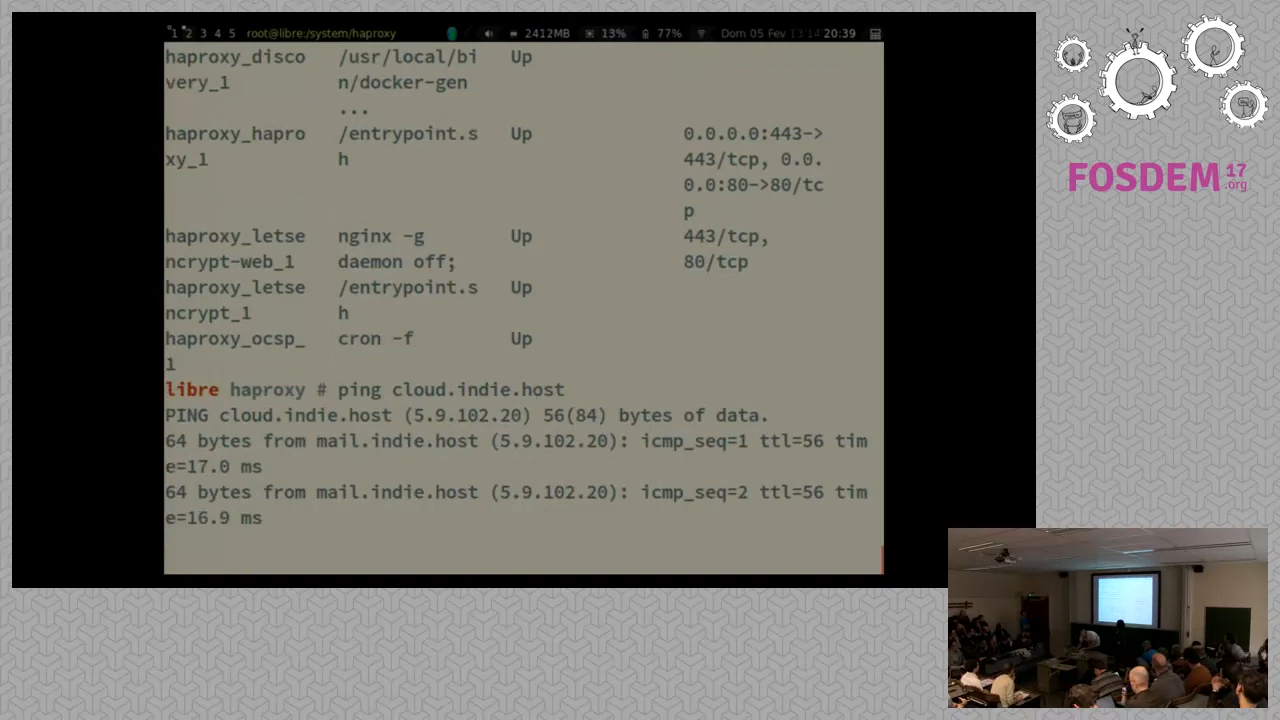 1 2 3 4 5 root@libre:/system/haproxy 2412MB 13% 77% Dom 05 Fev 13:14 20:39
haproxy_disco /usr/local/bi Up
very_1 n/docker-gen
...
haproxy_hapro /entrypoint.s Up 0.0.0.0:443->
xy_1 h 443/tcp, 0.0.
0.0:80->80/tc
p
haproxy_letse nginx -g Up 443/tcp,
ncrypt-web_1 daemon off; 80/tcp
haproxy_letse /entrypoint.s Up
ncrypt_1 h
haproxy_ocsp_ cron -f Up
1
libre haproxy # ping cloud.indie.host
PING cloud.indie.host (5.9.102.20) 56(84) bytes of data.
64 bytes from mail.indie.host (5.9.102.20): icmp_seq=1 ttl=56 tim
e=17.0 ms
64 bytes from mail.indie.host (5.9.102.20): icmp_seq=2 ttl=56 tim
e=16.9 ms
FOSDEM 17
.org